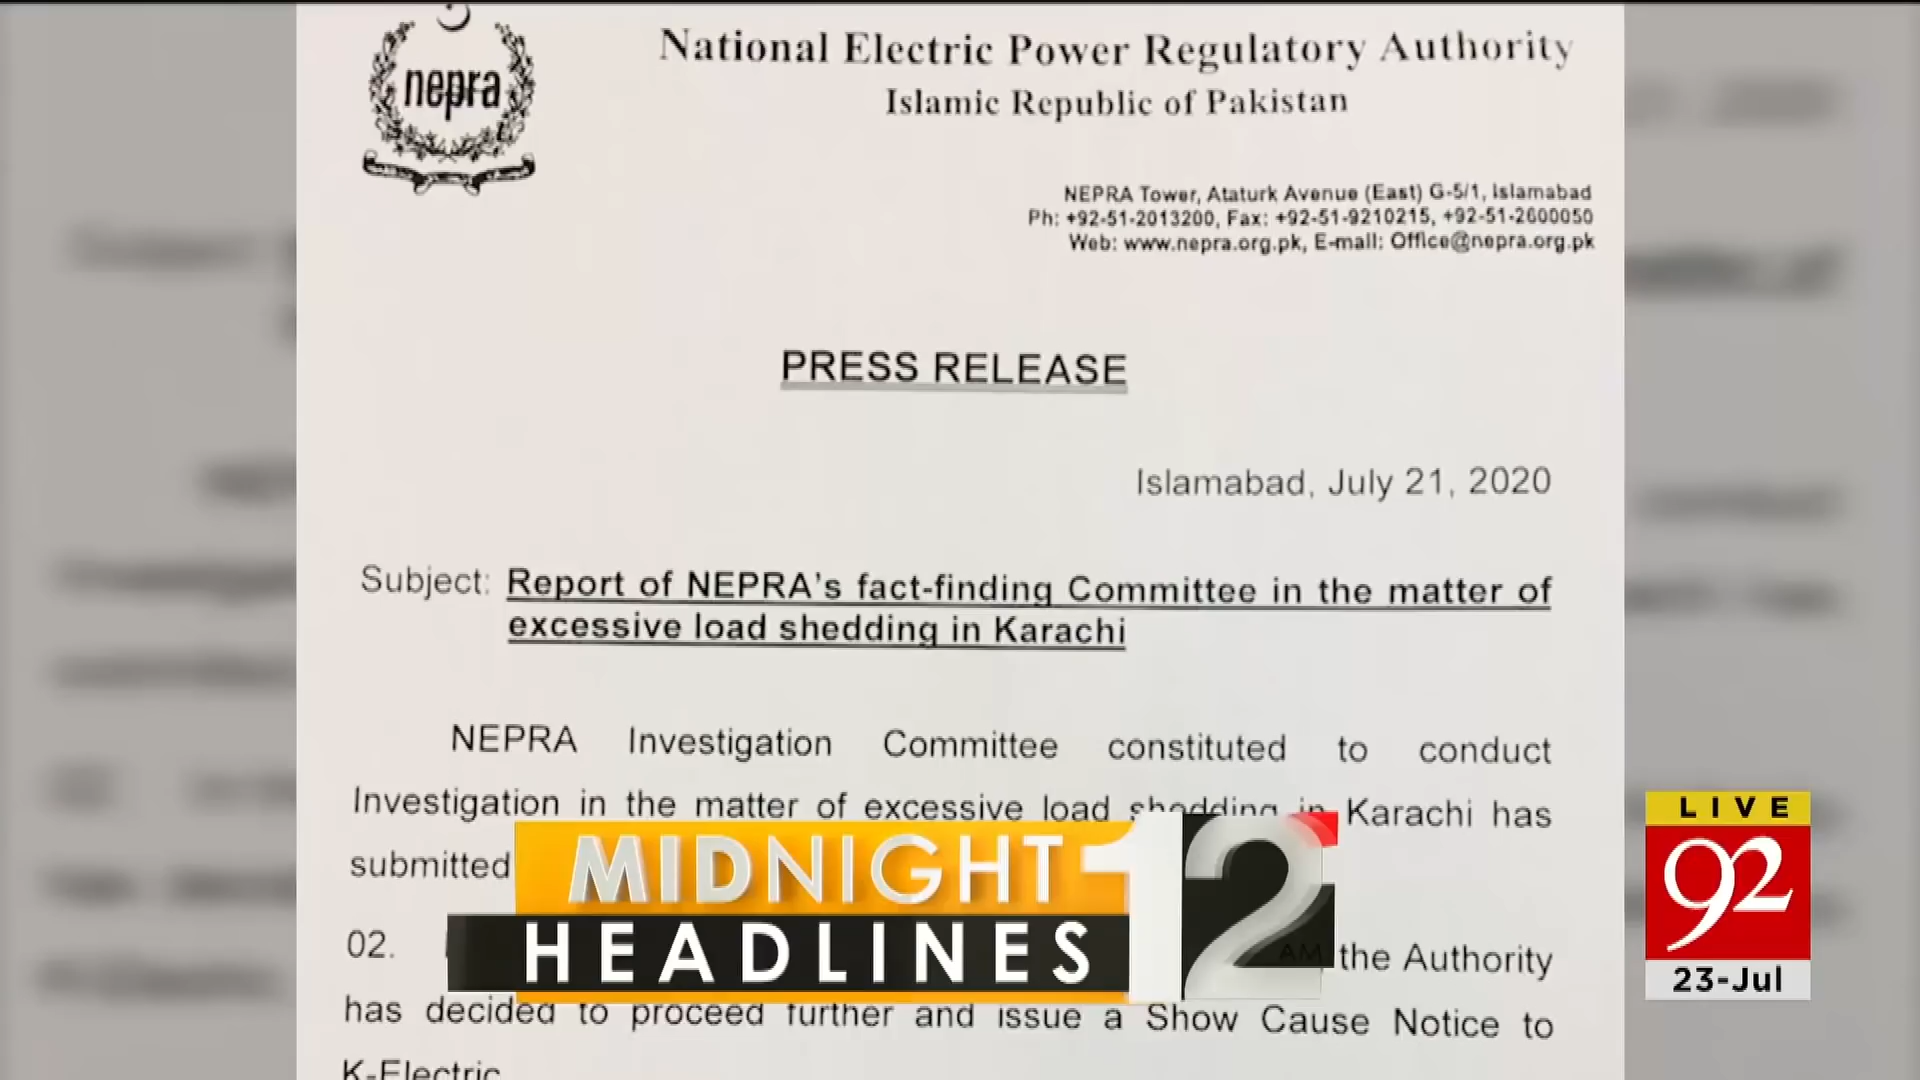 nepra
National Electric Power Regulatory Authority
Islamic Republic of Pakistan
NEPRA Tower, Ataturk Avenue (East) G-5/1, Islamabad
Ph: +92-51-2013200, Fax: +92-51-9210215, +92-51-2600050
Web: www.nepra.org.pk, E-mail: Office@nepra.org.pk
PRESS RELEASE
Islamabad, July 21, 2020
Subject: Report of NEPRA's fact-finding Committee in the matter of
excessive load shedding in Karachi
NEPRA Investigation Committee constituted to conduct
Investigation in the matter of excessive load shedding in Karachi has
submitted
02. the Authority
has decided to proceed further and issue a Show Cause Notice to
K-Electric
MIDNIGHT 12
HEADLINES AM
LIVE
92
23-Jul